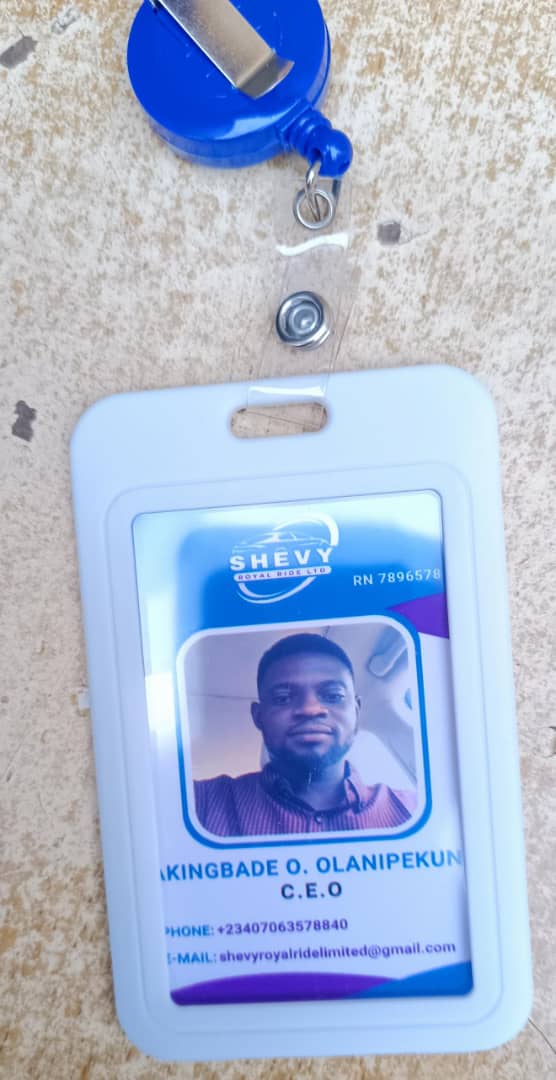 SHEVY
ROYAL RIDE LTD
RN 7896578
AKINGBADE O. OLANIPEKUN
C.E.O
PHONE: +23407063578840
E-MAIL: shevyroyalridelimited@gmail.com